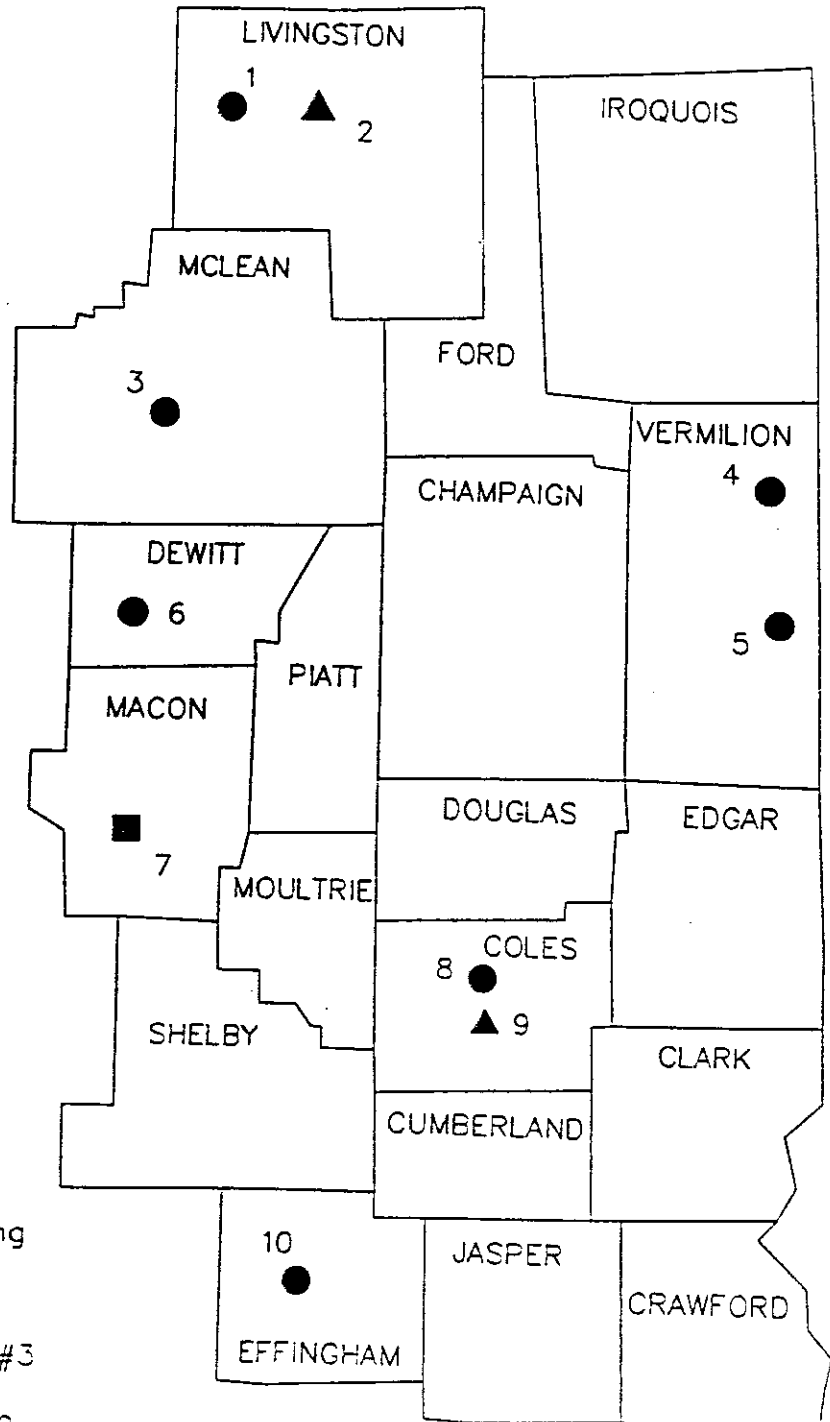 LIVINGSTON
1
2
IROQUOIS
MCLEAN
3
FORD
VERMILION
4
CHAMPAIGN
DEWITT
6
5
PIATT
MACON
7
DOUGLAS
EDGAR
MOULTRIE
COLES
8
9
SHELBY
CLARK
CUMBERLAND
ng
10
JASPER
CRAWFORD
#3
EFFINGHAM